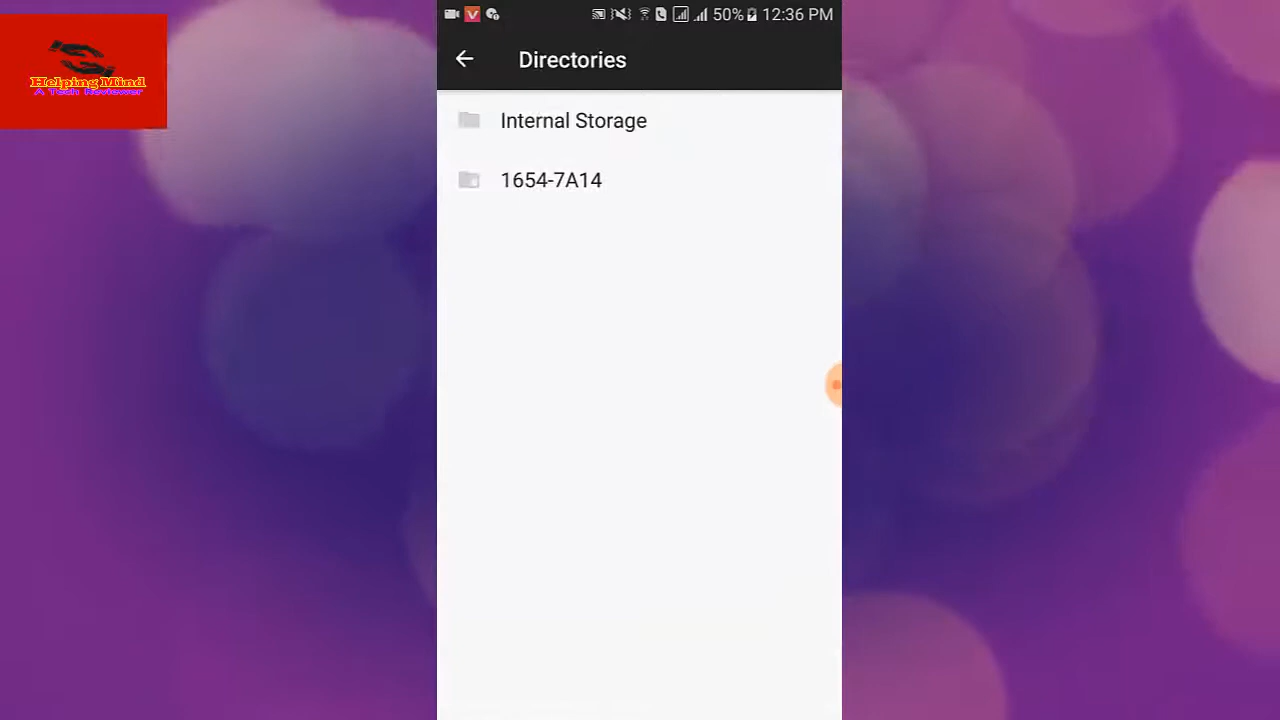 Helping Mind
A Tech Reviewer
50% 12:36 PM
Directories
Internal Storage
1654-7A14